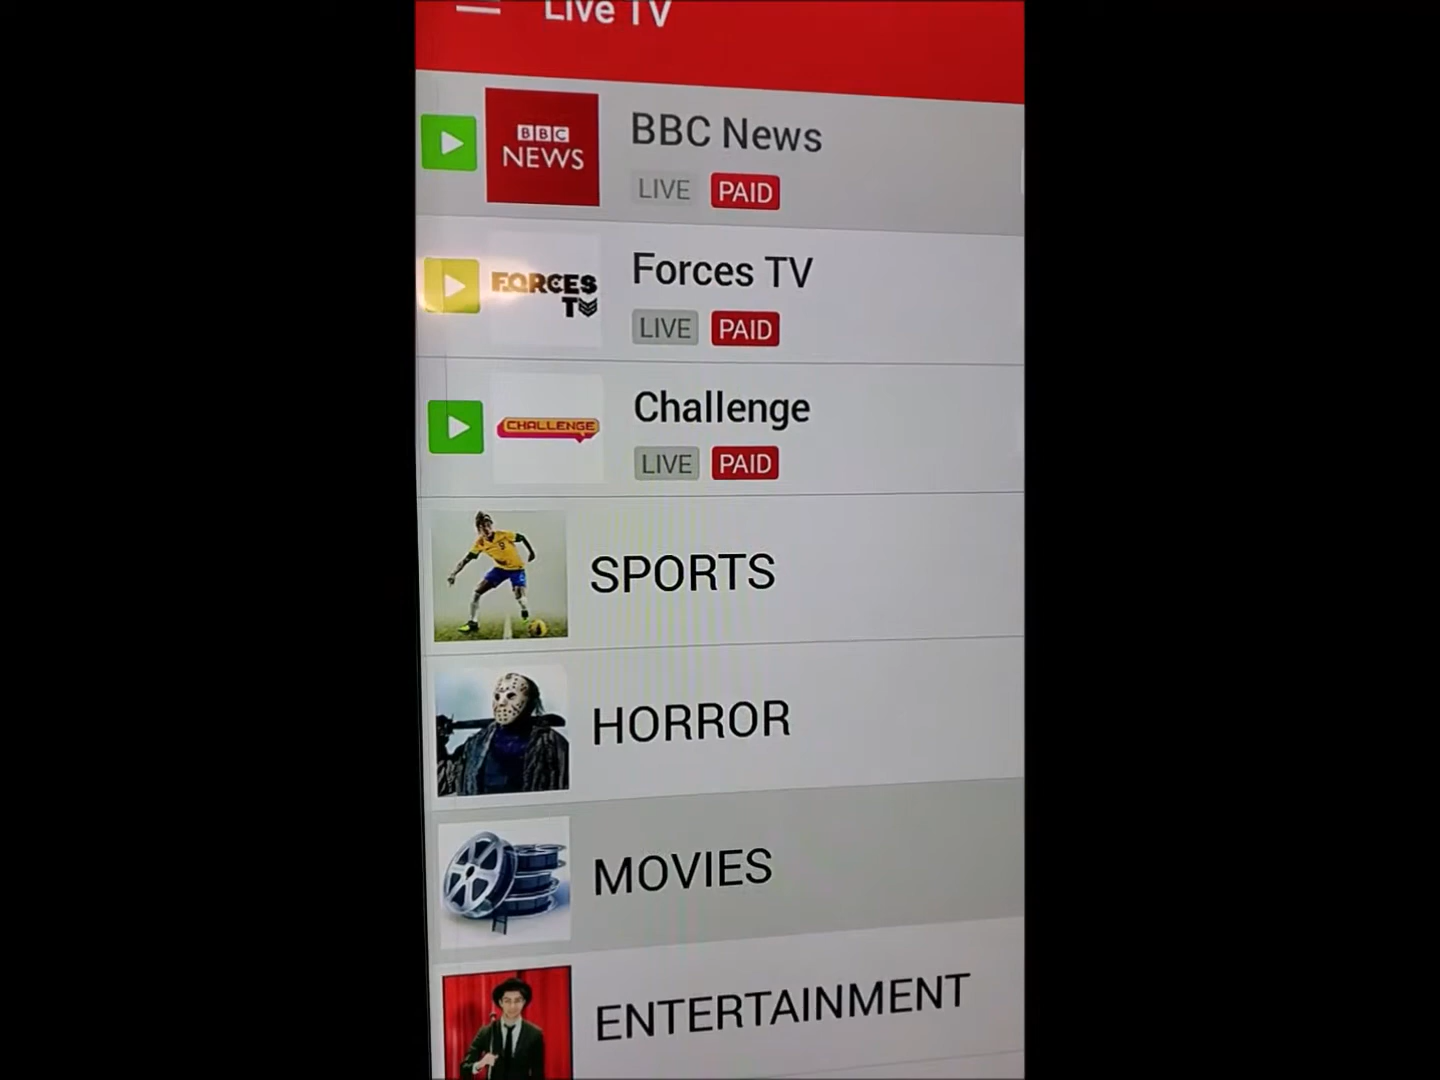 Live TV
BBC
NEWS
BBC News
LIVE PAID
FORCES
TV
Forces TV
LIVE PAID
CHALLENGE
Challenge
LIVE PAID
SPORTS
HORROR
MOVIES
ENTERTAINMENT